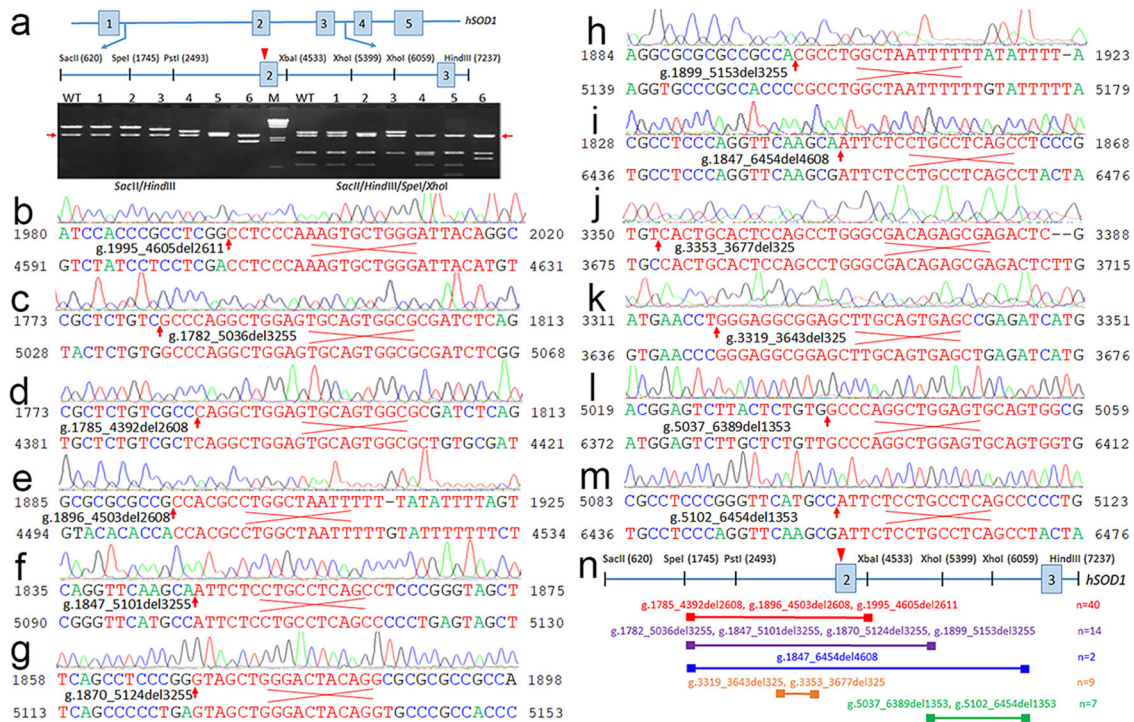 a
1 2 3 4 5 hSOD1
SacII (620) SpeI (1745) PstI (2493) XbaI (4533) XhoI (5399) XhoI (6059) HindIII (7237)
2 3
WT 1 2 3 4 5 6 M WT 1 2 3 4 5 6
SacII/HindIII SacII/HindIII/SpeI/XhoI
b
1980 ATCCACCCGCCTCGGCCTCCCAAAGTGCTGGGATTACAGGC 2020
g.1995_4605del2611
4591 GTCTATCCTCCTCGACCTCCCAAAGTGCTGGGATTACATGT 4631
c
1773 CGCTCTGTCGCCCAGGCTGGAGTGCAGTGGCGCGATCTCAG 1813
g.1782_5036del3255
5028 TACTCTGTGGCCCAGGCTGGAGTGCAGTGGCGCGATCTCGG 5068
d
1773 CGCTCTGTCGCCCAGGCTGGAGTGCAGTGGCGCGATCTCAG 1813
g.1785_4392del2608
4381 TGCTCTGTCGCTCAGGCTGGAGTGCAGTGGCGCTGTGCGAT 4421
e
1885 GCGCGCGCCGCCACGCCTGGCTAATTTTT-TATATTTTAGT 1925
g.1896_4503del2608
4494 GTACACACCACCACGCCTGGCTAATTTTTGTATTTTTTTCT 4534
f
1835 CAGGTTCAAGCAATTCTCCTGCCTCAGCCTCCCGGGTAGCT 1875
g.1847_5101del3255
5090 CGGGTTCATGCCATTCTCCTGCCTCAGCCCCCTGAGTAGCT 5130
g
1858 TCAGCCTCCCGGGTAGCTGGGACTACAGGCGCGCGCCGCCA 1898
g.1870_5124del3255
5113 TCAGCCCCCTGAGTAGCTGGGACTACAGGTGCCCGCCACCC 5153
h
1884 AGGCGCGCGCCGCCACGCCTGGCTAATTTTTTATATTTT-A 1923
g.1899_5153del3255
5139 AGGTGCCCGCCACCCCGCCTGGCTAATTTTTTGTATTTTTA 5179
i
1828 CGCCTCCCAGGTTCAAGCAATTCTCCTGCCTCAGCCTCCCG 1868
g.1847_6454del4608
6436 TGCCTCCCAGGTTCAAGCGATTCTCCTGCCTCAGCCTACTA 6476
j
3350 TGTCACTGCACTCCAGCCTGGGCGACAGAGCGAGACTC--G 3388
g.3353_3677del325
3675 TGCCACTGCACTCCAGCCTGGGCGACAGAGCGAGACTCTTG 3715
k
3311 ATGAACCTGGGAGGCGGAGCTTGCAGTGAGCCGAGATCATG 3351
g.3319_3643del325
3636 GTGAACCCGGGAGGCGGAGCTTGCAGTGAGCTGAGATCATG 3676
l
5019 ACGGAGTCTTACTCTGTGGCCCAGGCTGGAGTGCAGTGGCG 5059
g.5037_6389del1353
6372 ATGGAGTCTTGCTCTGTTGCCCAGGCTGGAGTGCAGTGGTG 6412
m
5083 CGCCTCCCGGGTTCATGCCATTCTCCTGCCTCAGCCCCCTG 5123
g.5102_6454del1353
6436 TGCCTCCCAGGTTCAAGCGATTCTCCTGCCTCAGCCTACTA 6476
n
SacII (620) SpeI (1745) PstI (2493) XbaI (4533) XhoI (5399) XhoI (6059) HindIII (7237)
2 3 hSOD1
g.1785_4392del2608, g.1896_4503del2608, g.1995_4605del2611 n=40
g.1782_5036del3255, g.1847_5101del3255, g.1870_5124del3255, g.1899_5153del3255 n=14
g.1847_6454del4608 n=2
g.3319_3643del325, g.3353_3677del325 n=9
g.5037_6389del1353, g.5102_6454del1353 n=7